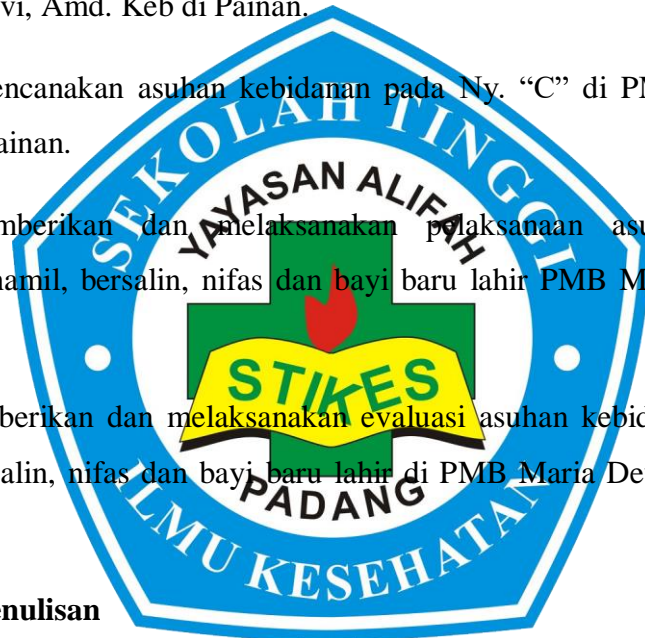 vi, Amd. Keb di Painan.
encanakan asuhan kebidanan pada Ny. “C” di PM
ainan.
mberikan dan melaksanakan pelaksanaan asu
hamil, bersalin, nifas dan bayi baru lahir PMB M
berikan dan melaksanakan evaluasi asuhan kebid
alin, nifas dan bayi baru lahir di PMB Maria De
enulisan
SEKOLAH TINGGI
YAYASAN ALIFAH
STIKES
PADANG
ILMU KESEHATAN